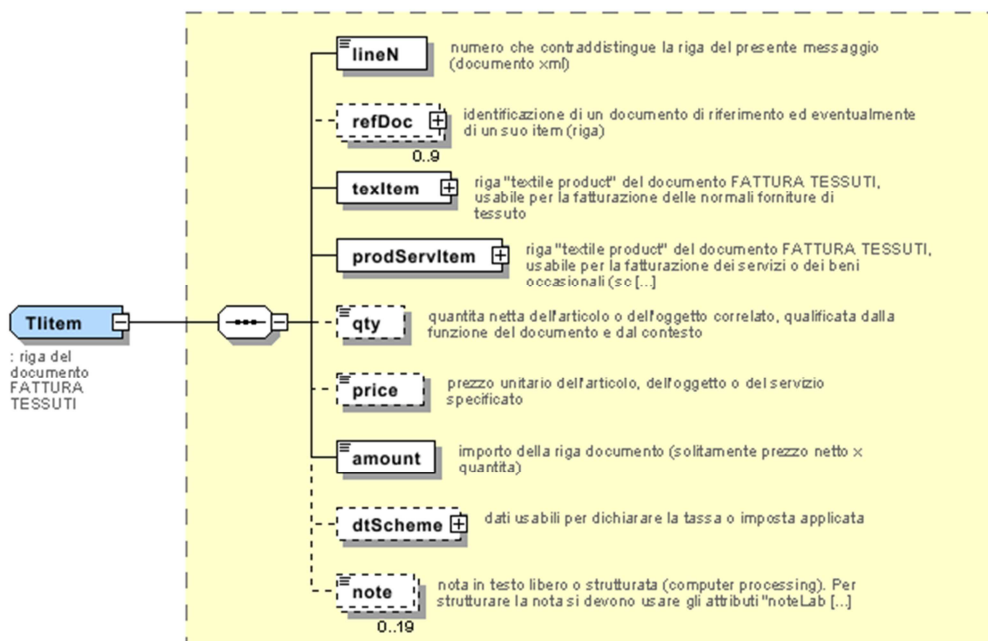 lineN
numero che contraddistingue la riga del presente messaggio
(documento xml)
refDoc
0..9
identificazione di un documento di riferimento ed eventualmente
di un suo item (riga)
texItem
riga "textile product" del documento FATTURA TESSUTI,
usabile per la fatturazione delle normali forniture di
tessuto
prodServItem
riga "textile product" del documento FATTURA TESSUTI,
usabile per la fatturazione dei servizi o dei beni
occasionali (sc [...]
TIitem
: riga del
documento
FATTURA
TESSUTI
qty
quantita netta dell'articolo o dell'oggetto correlato, qualificata dalla
funzione del documento e dal contesto
price
prezzo unitario dell'articolo, dell'oggetto o del servizio
specificato
amount
importo della riga documento (solitamente prezzo netto x
quantita)
dtScheme
dati usabili per dichiarare la tassa o imposta applicata
note
0..19
nota in testo libero o strutturata (computer processing). Per
strutturare la nota si devono usare gli attributi "noteLab [...]